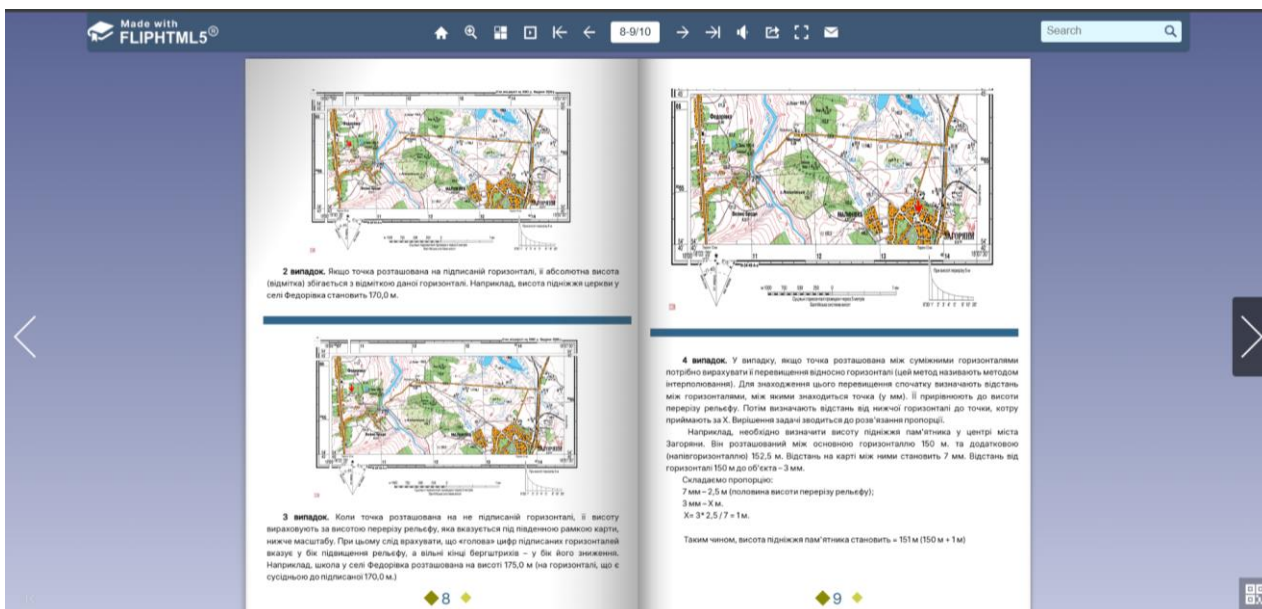 Made with
FLIPHTML5®
8-9/10
Search
2 випадок. Якщо точка розташована на підписаній горизонталі, її абсолютна висота
(відмітка) збігається з відміткою даної горизонталі. Наприклад, висота підніжжя церкви у
селі Федорівка становить 170,0 м.
3 випадок. Коли точка розташована на не підписаній горизонталі, її висоту
вираховують за висотою перерізу рельєфу, яка вказується під південною рамкою карти,
нижче масштабу. При цьому слід врахувати, що «голова» цифр підписаних горизонталей
вказує у бік підвищення рельєфу, а вільні кінці бергштрихів – у бік його зниження.
Наприклад, школа у селі Федорівка розташована на висоті 175,0 м (на горизонталі, що є
сусідньою до підписаної 170,0 м.)
8
4 випадок. У випадку, якщо точка розташована між суміжними горизонталями
потрібно вирахувати її перевищення відносно горизонталі (цей метод називають методом
інтерполювання). Для знаходження цього перевищення спочатку визначають відстань
між горизонталями, між якими знаходиться точка (у мм). Її прирівнюють до висоти
перерізу рельєфу. Потім визначають відстань від нижчої горизонталі до точки, котру
приймають за Х. Вирішення задачі зводиться до розв'язання пропорції.
Наприклад, необхідно визначити висоту підніжжя пам'ятника у центрі міста
Загоряни. Він розташований між основною горизонталлю 150 м. та додатковою
(напівгоризонталлю) 152,5 м. Відстань на карті між ними становить 7 мм. Відстань від
горизонталі 150 м до об'єкта – 3 мм.
Складаємо пропорцію:
7 мм – 2,5 м (половина висоти перерізу рельєфу);
3 мм – Х м.
Х= 3* 2,5 / 7 = 1 м.
Таким чином, висота підніжжя пам'ятника становить = 151 м (150 м + 1 м)
9